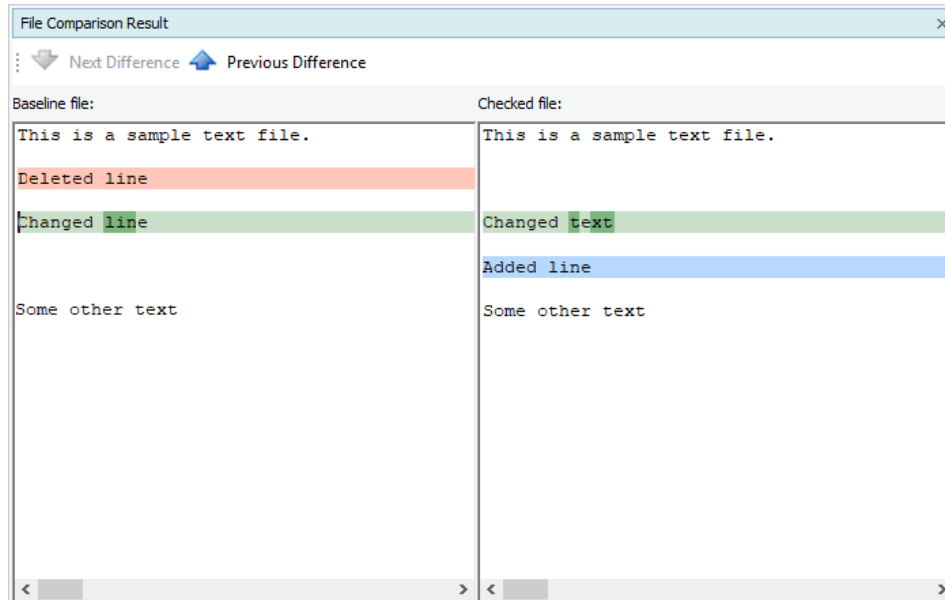 File Comparison Result
Next Difference Previous Difference
Baseline file:
This is a sample text file.
Deleted line
Changed line
Some other text
Checked file:
This is a sample text file.
Changed text
Added line
Some other text